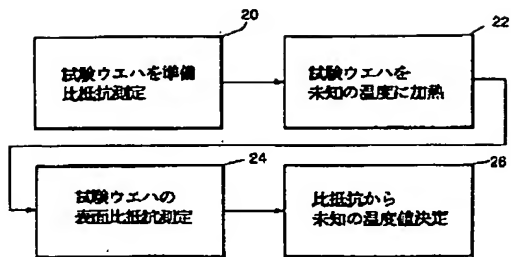 20
試験ウエハを準備
比抵抗測定
22
試験ウエハを
未知の温度に加熱
24
試験ウエハの
表面比抵抗測定
26
比抵抗から
未知の温度値決定